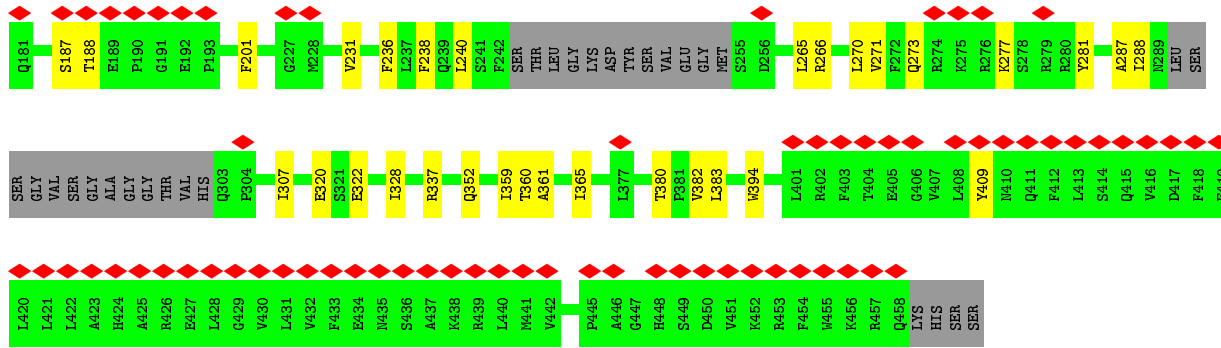 Q181 S187 T188 E189 P190 G191 E192 P193 F201 G227 M228 V231 F236 L237 F238 Q239 L240 S241 F242 SER THR LEU GLY LYS ASP TYR SER VAL GLU GLY MET S255 D256 L265 R266 L270 V271 F272 Q273 R274 K275 R276 K277 S278 R279 R280 Y281 A287 I288 N289 LEU SER
SER GLY VAL SER GLY ALA GLY GLY THR VAL HIS Q303 P304 I307 E320 S321 E322 I328 R337 Q352 I359 T360 A361 I365 L377 T380 P381 V382 L383 W394 L401 R402 F403 T404 E405 G406 V407 L408 Y409 N410 Q411 F412 L413 S414 Q415 V416 D417 F418
L420 L421 L422 A423 H424 A425 R426 E427 L428 G429 V430 L431 V432 F433 E434 N435 S436 A437 K438 R439 L440 M441 V442 P445 A446 G447 H448 S449 D450 V451 K452 R453 F454 W455 K456 R457 Q458 LYS HIS SER SER